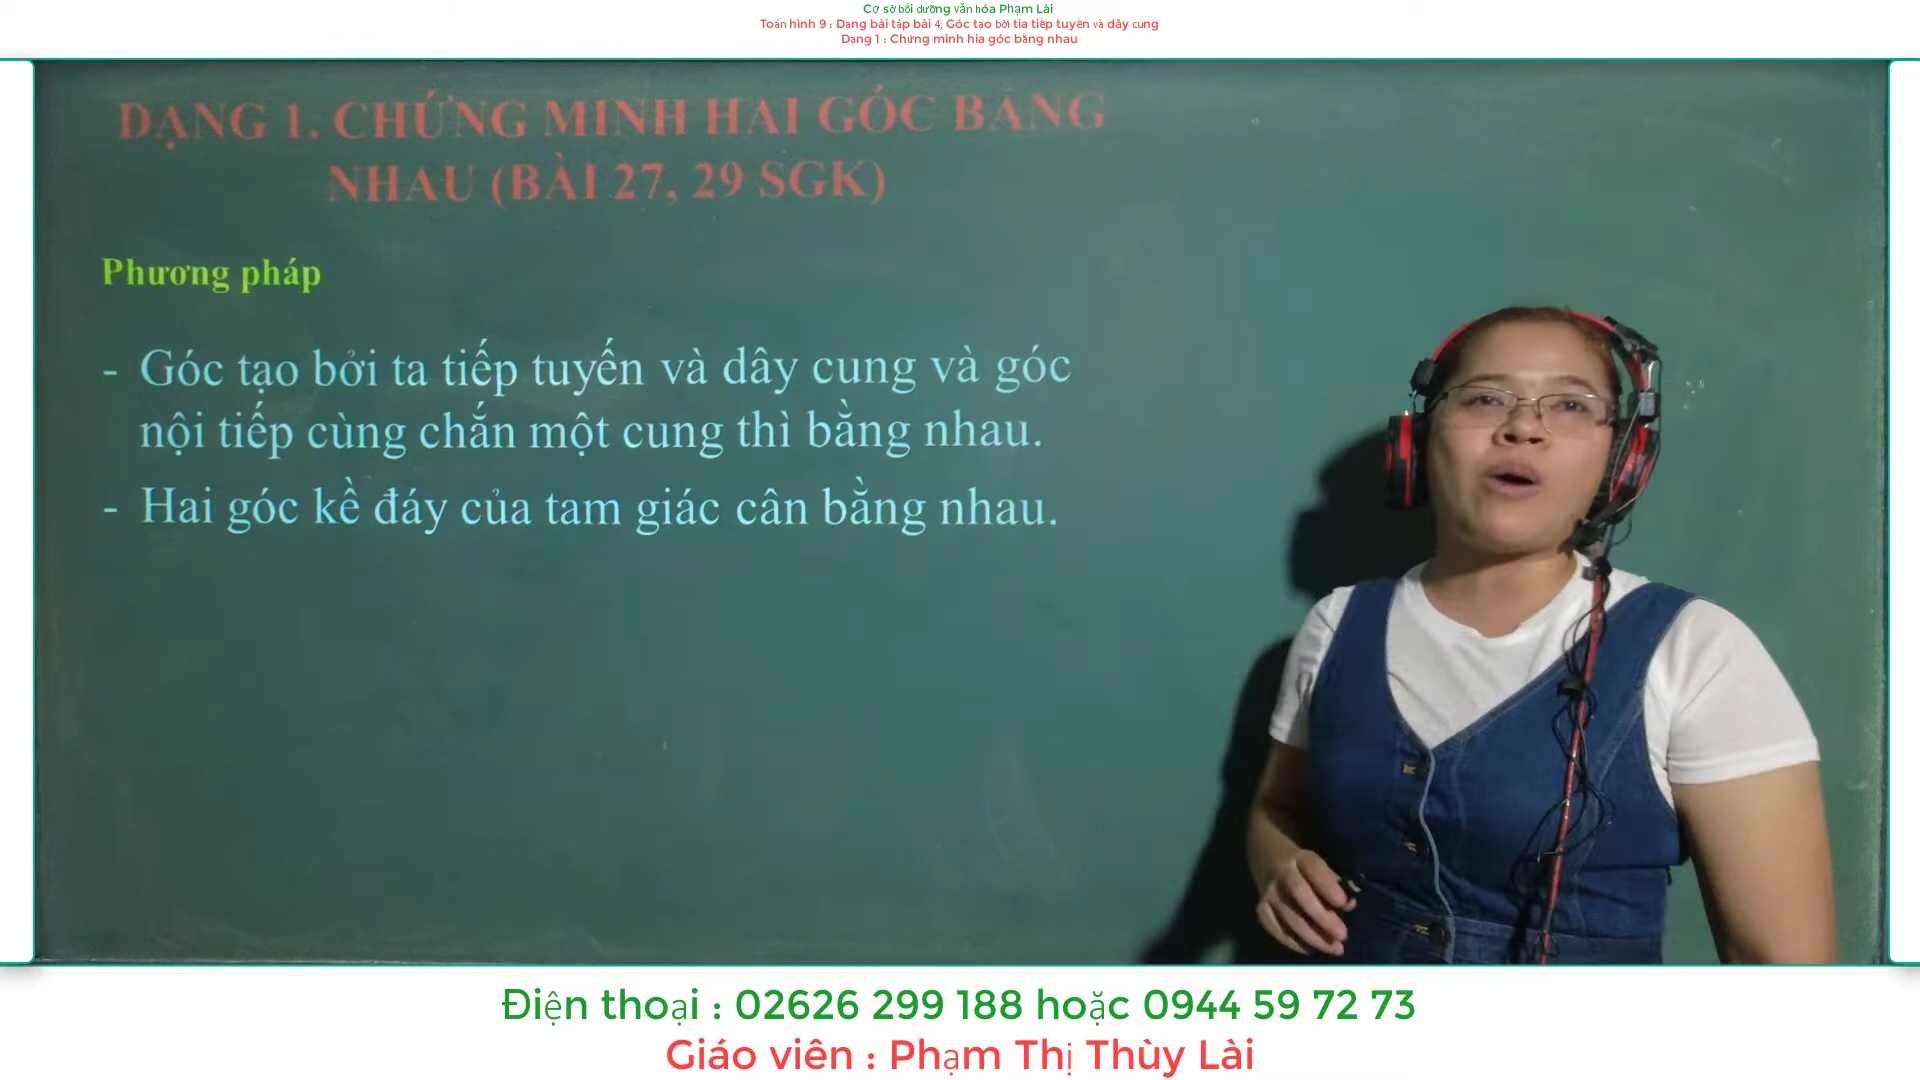 Cơ sở bồi dưỡng văn hóa Phạm Lài
Toán hình 9 : Dạng bài tập bài 4; Góc tạo bởi tia tiếp tuyến và dây cung
Dạng 1 : Chứng minh hia góc bằng nhau
DẠNG 1. CHỨNG MINH HAI GÓC BẰNG
NHAU (BÀI 27, 29 SGK)
Phương pháp
- Góc tạo bởi ta tiếp tuyến và dây cung và góc
nội tiếp cùng chắn một cung thì bằng nhau.
- Hai góc kề đáy của tam giác cân bằng nhau.
Điện thoại : 02626 299 188 hoặc 0944 59 72 73
Giáo viên : Phạm Thị Thùy Lài